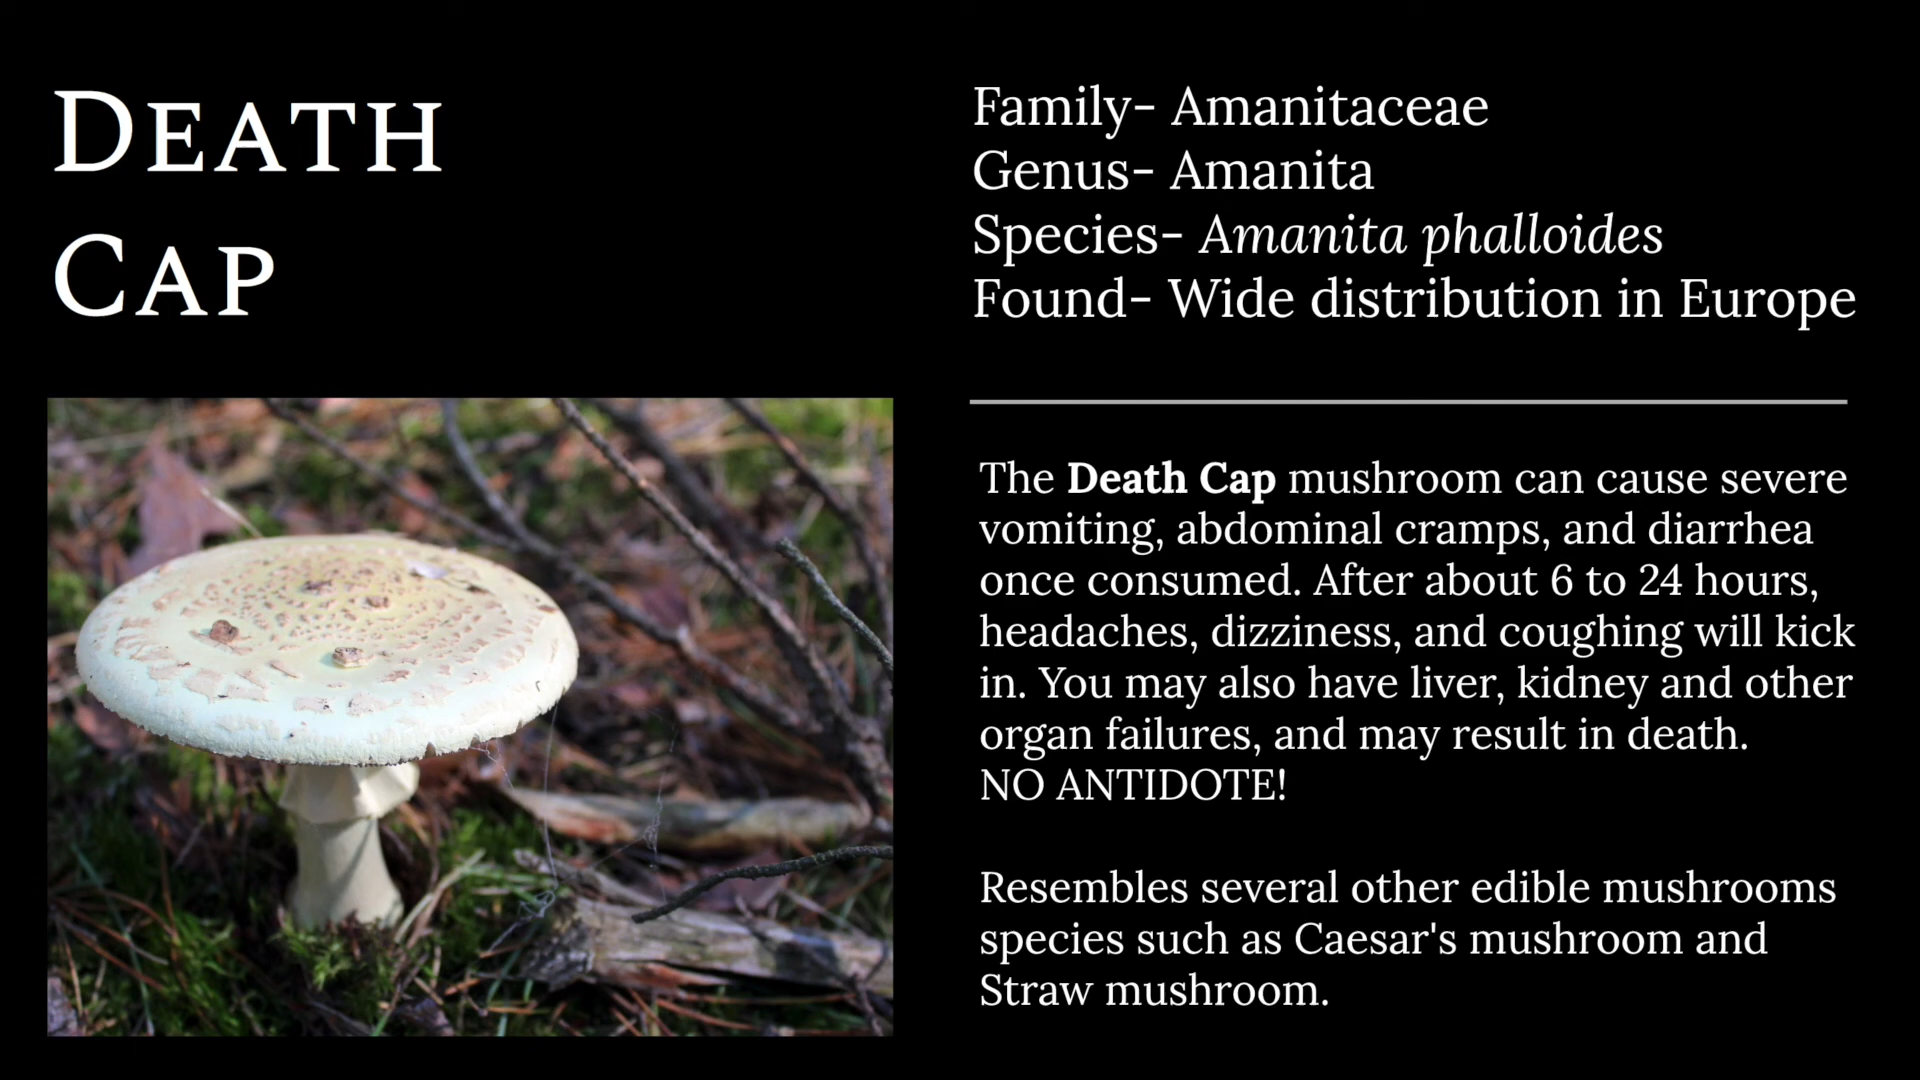 DEATH
CAP
Family- Amanitaceae
Genus- Amanita
Species- Amanita phalloides
Found- Wide distribution in Europe
The Death Cap mushroom can cause severe
vomiting, abdominal cramps, and diarrhea
once consumed. After about 6 to 24 hours,
headaches, dizziness, and coughing will kick
in. You may also have liver, kidney and other
organ failures, and may result in death.
NO ANTIDOTE!
Resembles several other edible mushrooms
species such as Caesar's mushroom and
Straw mushroom.